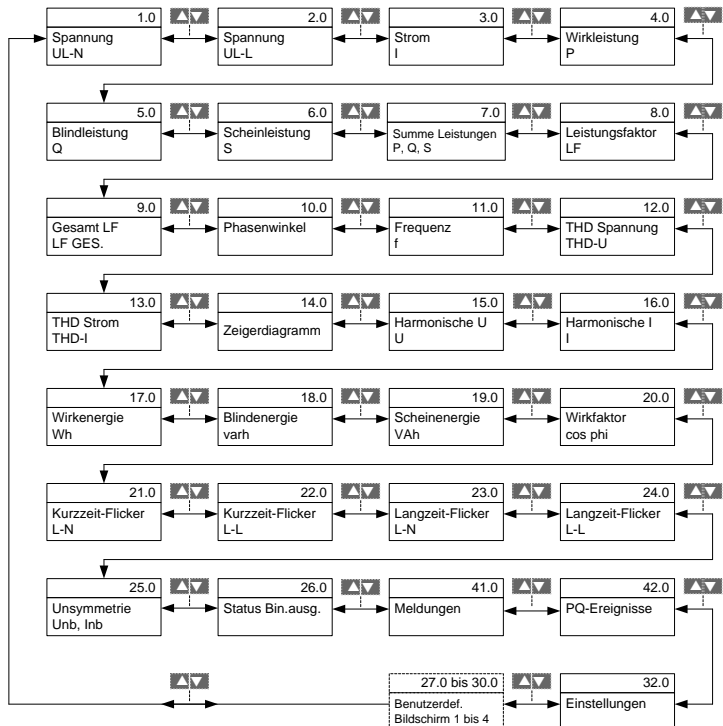 1.0
Spannung
UL-N
2.0
Spannung
UL-L
3.0
Strom
I
4.0
Wirkleistung
P
5.0
Blindleistung
Q
6.0
Scheinleistung
S
7.0
Summe Leistungen
P, Q, S
8.0
Leistungsfaktor
LF
9.0
Gesamt LF
LF GES.
10.0
Phasenwinkel
11.0
Frequenz
f
12.0
THD Spannung
THD-U
13.0
THD Strom
THD-I
14.0
Zeigerdiagramm
15.0
Harmonische U
U
16.0
Harmonische I
I
17.0
Wirkenergie
Wh
18.0
Blindenergie
varh
19.0
Scheinenergie
VAh
20.0
Wirkfaktor
cos phi
21.0
Kurzzeit-Flicker
L-N
22.0
Kurzzeit-Flicker
L-L
23.0
Langzeit-Flicker
L-N
24.0
Langzeit-Flicker
L-L
25.0
Unsymmetrie
Unb, Inb
26.0
Status Bin.ausg.
41.0
Meldungen
42.0
PQ-Ereignisse
27.0 bis 30.0
Benutzerdef.
Bildschirm 1 bis 4
32.0
Einstellungen